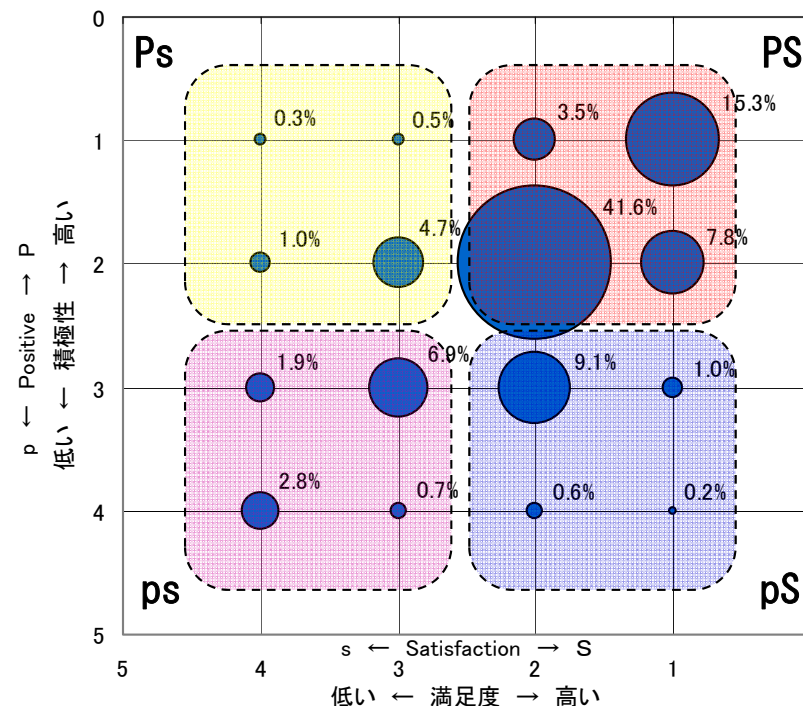 0
Ps
PS
0.3%
0.5%
3.5%
15.3%
1
1.0%
4.7%
41.6%
7.8%
2
1.9%
6.9%
9.1%
1.0%
3
2.8%
0.7%
0.6%
0.2%
4
ps
pS
5
p ← Positive → P
低い ← 積極性 → 高い
s ← Satisfaction → S
5 4 3 2 1
低い ← 満足度 → 高い